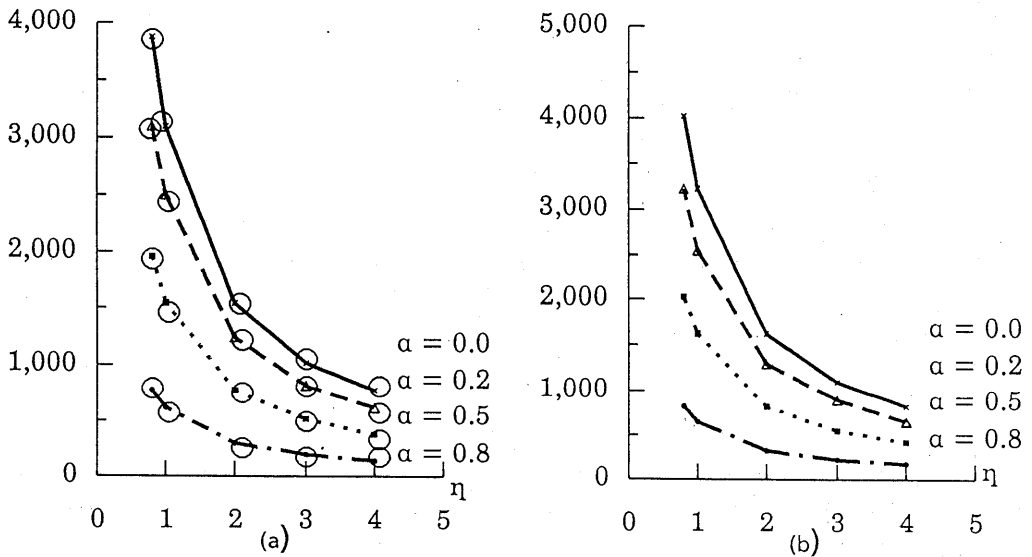 4,000
3,000
2,000
1,000
0
α = 0.0
α = 0.2
α = 0.5
α = 0.8
η
0 1 2 3 4 5
(a)
5,000
4,000
3,000
2,000
1,000
0
α = 0.0
α = 0.2
α = 0.5
α = 0.8
η
0 1 2 3 4 5
(b)